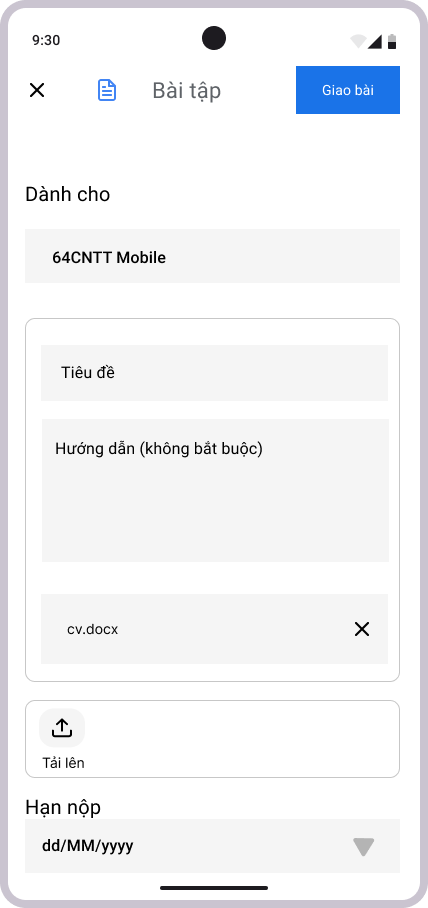 9:30
Bài tập
Giao bài
Dành cho
64CNTT Mobile
Tiêu đề
Hướng dẫn (không bắt buộc)
cv.docx
Tải lên
Hạn nộp
dd/MM/yyyy